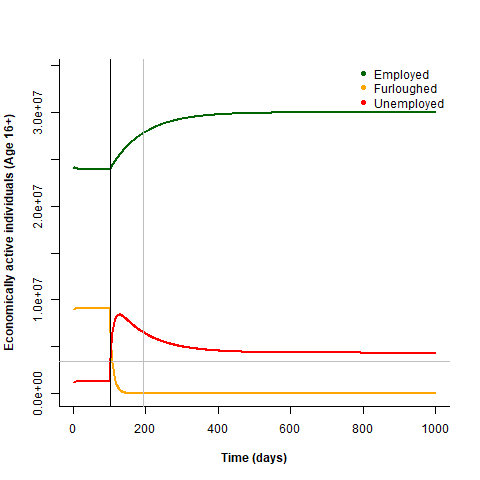 Employed
Furloughed
Unemployed
Economically active individuals (Age 16+)
3.0e+07
2.0e+07
1.0e+07
0.0e+00
0 200 400 600 800 1000
Time (days)